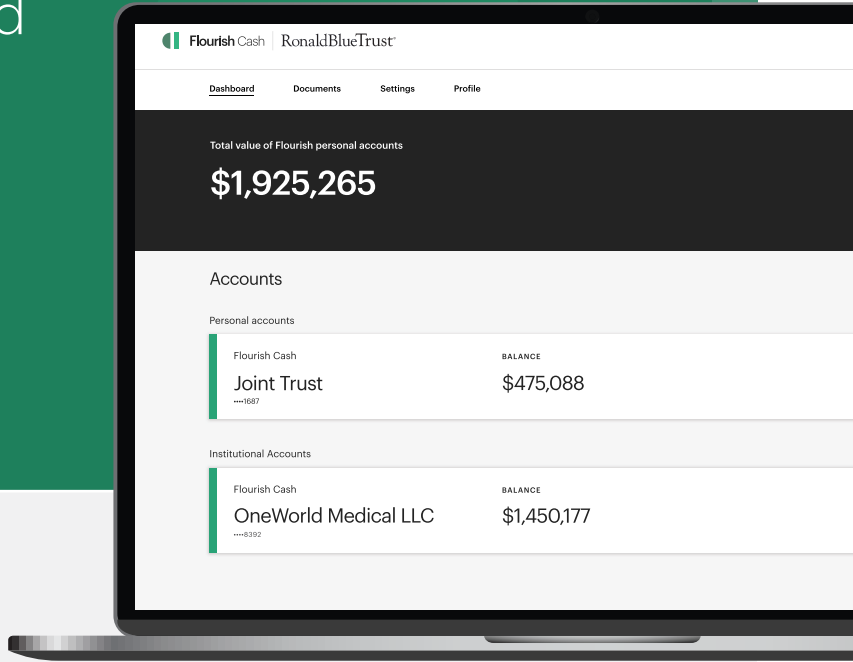 d
Flourish Cash RonaldBlueTrust®
Dashboard Documents Settings Profile
Total value of Flourish personal accounts
$1,925,265
Accounts
Personal accounts
Flourish Cash BALANCE
Joint Trust $475,088
••••1687
Institutional Accounts
Flourish Cash BALANCE
OneWorld Medical LLC $1,450,177
••••8392